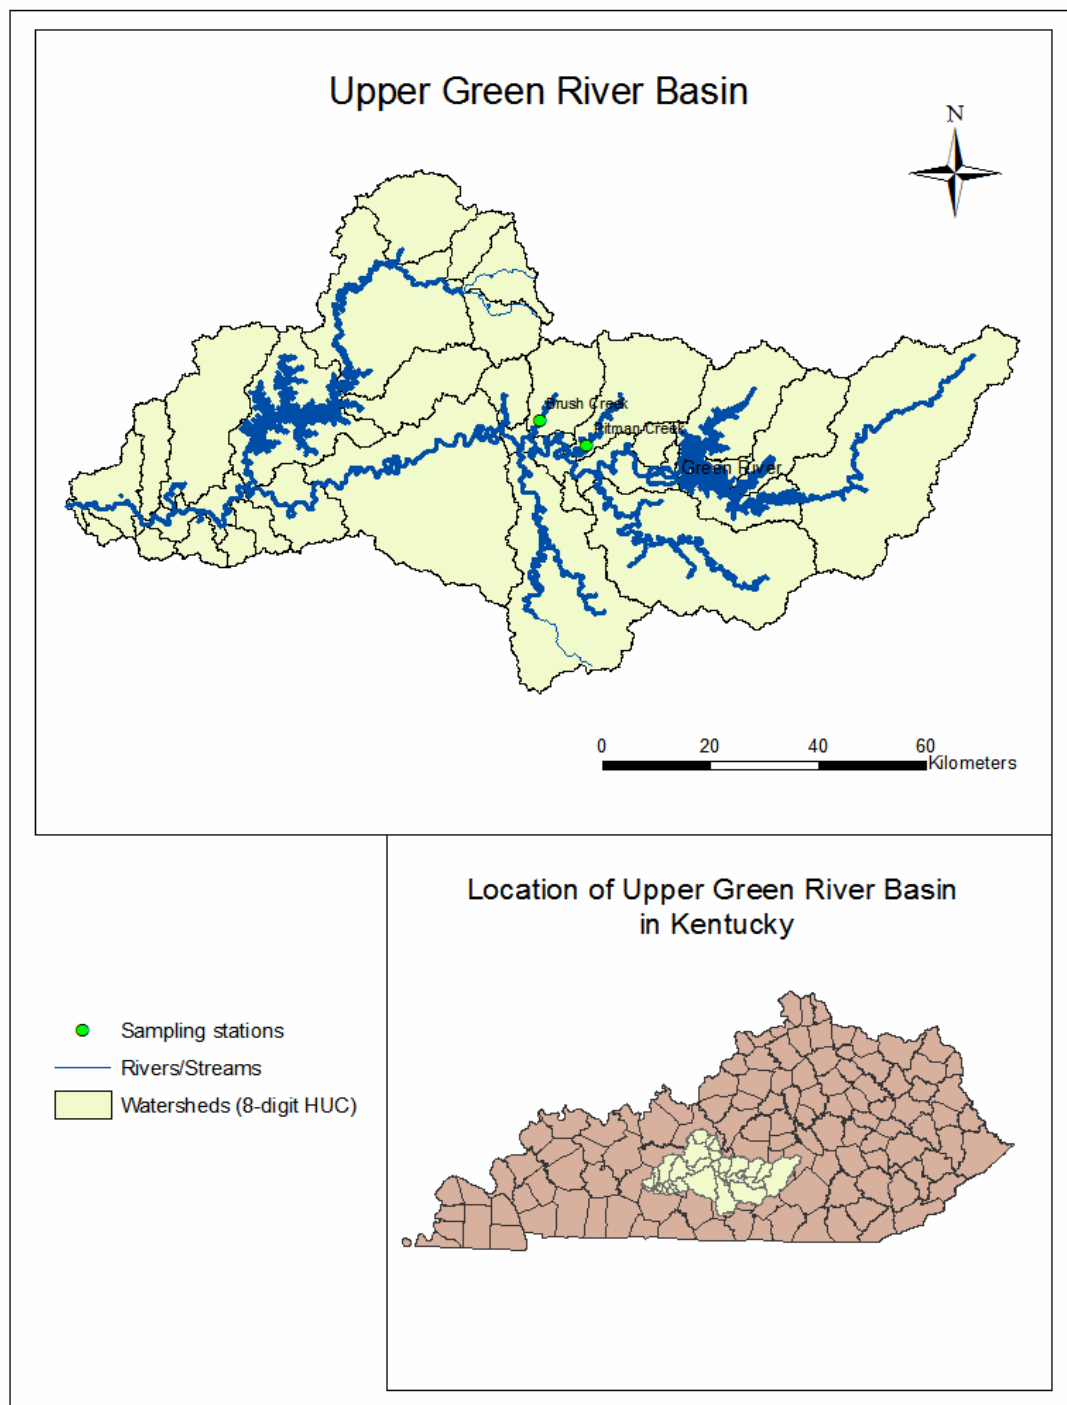 Upper Green River Basin
N
Brush Creek
Pitman Creek
Green River
0 20 40 60
Kilometers
Location of Upper Green River Basin
in Kentucky
Sampling stations
Rivers/Streams
Watersheds (8-digit HUC)